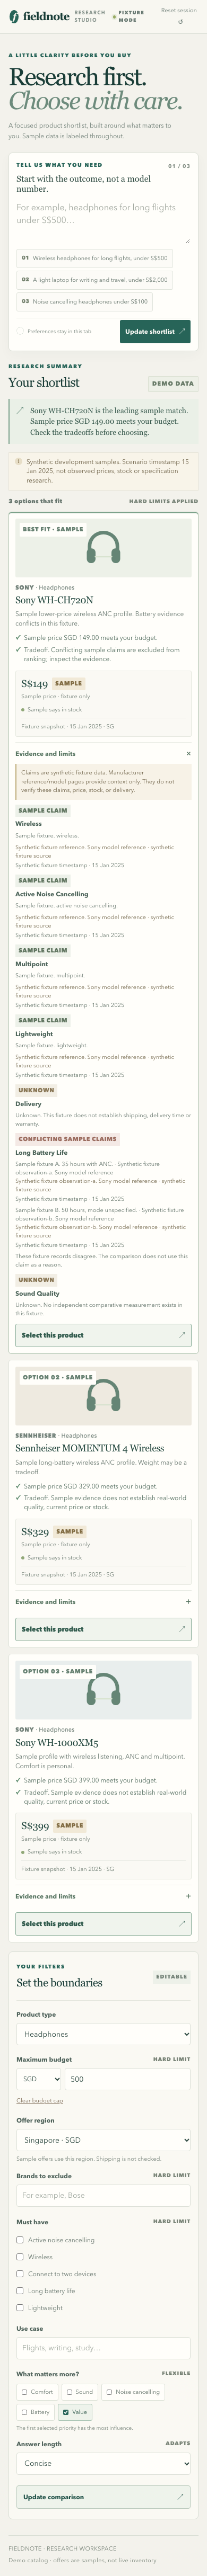 fieldnote
RESEARCH STUDIO
FIXTURE MODE
Reset session ↺
A LITTLE CLARITY BEFORE YOU BUY
Research first.
Choose with care.
A focused product shortlist, built around what matters to
you. Sample data is labeled throughout.
TELL US WHAT YOU NEED
01 / 03
Start with the outcome, not a model
number.
For example, headphones for long flights
under S$500…
01 Wireless headphones for long flights, under S$500
02 A light laptop for writing and travel, under S$2,000
03 Noise cancelling headphones under S$100
Preferences stay in this tab
Update shortlist ↗
RESEARCH SUMMARY
Your shortlist
DEMO DATA
Sony WH-CH720N is the leading sample match.
Sample price SGD 149.00 meets your budget.
Check the tradeoffs before choosing.
Synthetic development samples. Scenario timestamp 15
Jan 2025, not observed prices, stock or specification
research.
3 options that fit
HARD LIMITS APPLIED
BEST FIT · SAMPLE
SONY · Headphones
Sony WH-CH720N
Sample lower-price wireless ANC profile. Battery evidence
conflicts in this fixture.
✓ Sample price SGD 149.00 meets your budget.
✓ Tradeoff. Conflicting sample claims are excluded from
ranking; inspect the evidence.
S$149 SAMPLE
Sample price · fixture only
Sample says in stock
Fixture snapshot · 15 Jan 2025 · SG
Evidence and limits ×
Claims are synthetic fixture data. Manufacturer
reference/model pages provide context only. They do not
verify these claims, price, stock, or delivery.
SAMPLE CLAIM
Wireless
Sample fixture. wireless.
Synthetic fixture reference. Sony model reference · synthetic
fixture source
Synthetic fixture timestamp · 15 Jan 2025
SAMPLE CLAIM
Active Noise Cancelling
Sample fixture. active noise cancelling.
Synthetic fixture reference. Sony model reference · synthetic
fixture source
Synthetic fixture timestamp · 15 Jan 2025
SAMPLE CLAIM
Multipoint
Sample fixture. multipoint.
Synthetic fixture reference. Sony model reference · synthetic
fixture source
Synthetic fixture timestamp · 15 Jan 2025
SAMPLE CLAIM
Lightweight
Sample fixture. lightweight.
Synthetic fixture reference. Sony model reference · synthetic
fixture source
Synthetic fixture timestamp · 15 Jan 2025
UNKNOWN
Delivery
Unknown. This fixture does not establish shipping, delivery time or
warranty.
CONFLICTING SAMPLE CLAIMS
Long Battery Life
Sample fixture A. 35 hours with ANC. · Synthetic fixture
observation-a. Sony model reference
Synthetic fixture observation-a. Sony model reference · synthetic
fixture source
Synthetic fixture timestamp · 15 Jan 2025
Sample fixture B. 50 hours, mode unspecified. · Synthetic fixture
observation-b. Sony model reference
Synthetic fixture observation-b. Sony model reference · synthetic
fixture source
Synthetic fixture timestamp · 15 Jan 2025
These fixture records disagree. The comparison does not use this
claim as a reason.
UNKNOWN
Sound Quality
Unknown. No independent comparative measurement exists in
this fixture.
Select this product ↗
OPTION 02 · SAMPLE
SENNHEISER · Headphones
Sennheiser MOMENTUM 4 Wireless
Sample long-battery wireless ANC profile. Weight may be a
tradeoff.
✓ Sample price SGD 329.00 meets your budget.
✓ Tradeoff. Sample evidence does not establish real-world
quality, current price or stock.
S$329 SAMPLE
Sample price · fixture only
Sample says in stock
Fixture snapshot · 15 Jan 2025 · SG
Evidence and limits +
Select this product ↗
OPTION 03 · SAMPLE
SONY · Headphones
Sony WH-1000XM5
Sample profile with wireless listening, ANC and multipoint.
Comfort is personal.
✓ Sample price SGD 399.00 meets your budget.
✓ Tradeoff. Sample evidence does not establish real-world
quality, current price or stock.
S$399 SAMPLE
Sample price · fixture only
Sample says in stock
Fixture snapshot · 15 Jan 2025 · SG
Evidence and limits +
Select this product ↗
YOUR FILTERS
Set the boundaries
EDITABLE
Product type
Headphones
Maximum budget HARD LIMIT
SGD 500
Clear budget cap
Offer region
Singapore · SGD
Sample offers use this region. Shipping is not checked.
Brands to exclude HARD LIMIT
For example, Bose
Must have HARD LIMIT
Active noise cancelling
Wireless
Connect to two devices
Long battery life
Lightweight
Use case
Flights, writing, study…
What matters more? FLEXIBLE
Comfort Sound Noise cancelling
Battery Value
The first selected priority has the most influence.
Answer length ADAPTS
Concise
Update comparison ↗
FIELDNOTE · RESEARCH WORKSPACE
Demo catalog · offers are samples, not live inventory